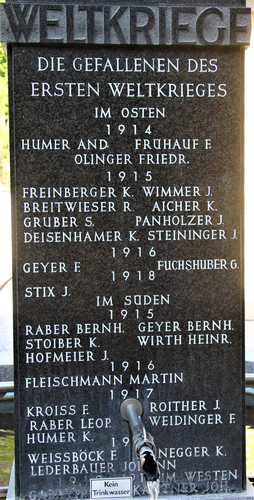 WELTKRIEGE
DIE GEFALLENEN DES
ERSTEN WELTKRIEGES
IM OSTEN
1914
HUMER AND. FRÜHAUF F.
OLINGER FRIEDR.
1915
FREINBERGER K. WIMMER J.
BREITWIESER R. AICHER K.
GRUBER S. PANHOLZER J.
DEISENHAMER K. STEININGER J.
1916
GEYER F. FUCHSHUBER G.
1918
STIX J.
IM SÜDEN
1915
RABER BERNH. GEYER BERNH.
STOIBER K. WIRTH HEINR.
HOFMEIER J.
1916
FLEISCHMANN MARTIN
1917
KROISS F. ROITHER J.
RABER LEOP. WEIDINGER F.
HUMER K.
WEISSBÖCK F. NEGGER K.
LEDERBAUER
WESTEN
Kein
Trinkwasser